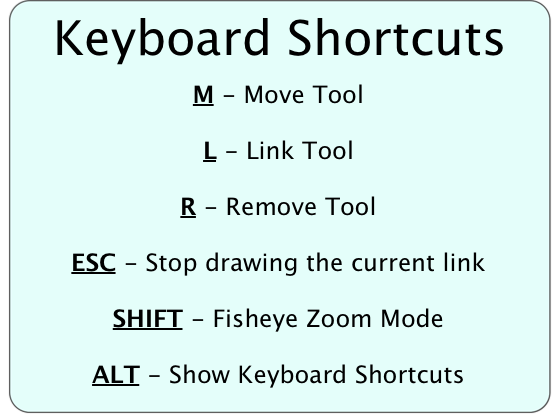 Keyboard Shortcuts
M – Move Tool
L – Link Tool
R – Remove Tool
ESC – Stop drawing the current link
SHIFT – Fisheye Zoom Mode
ALT – Show Keyboard Shortcuts